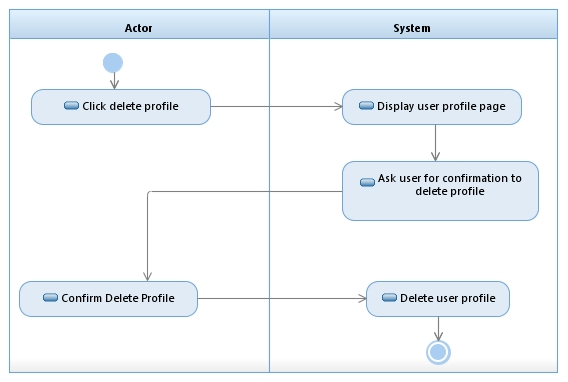 Actor
System
Click delete profile
Display user profile page
Ask user for confirmation to
delete profile
Confirm Delete Profile
Delete user profile